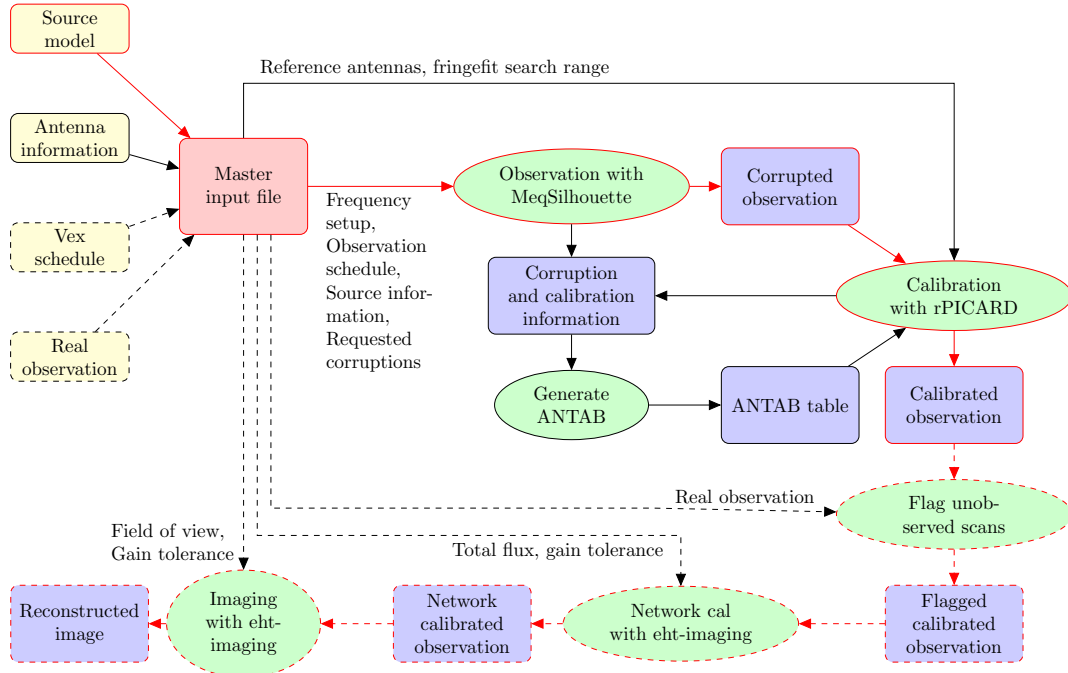 Source
model
Reference antennas, fringefit search range
Antenna
information
Master
input file
Observation with
MeqSilhouette
Corrupted
observation
Vex
schedule
Frequency
setup,
Observation
schedule,
Source infor-
mation,
Requested
corruptions
Corruption
and calibration
information
Calibration
with rPICARD
Real
observation
Generate
ANTAB
ANTAB table
Calibrated
observation
Real observation
Flag unob-
served scans
Field of view,
Gain tolerance
Total flux, gain tolerance
Reconstructed
image
Imaging
with eht-
imaging
Network
calibrated
observation
Network cal
with eht-imaging
Flagged
calibrated
observation